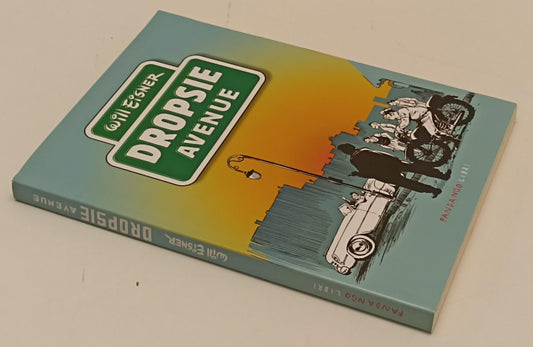 Will Eisner
DROPSIE
AVENUE
FANDANGO LIBRI
DROPSIE AVENUE
Will Eisner
FANDANGO LIBRI